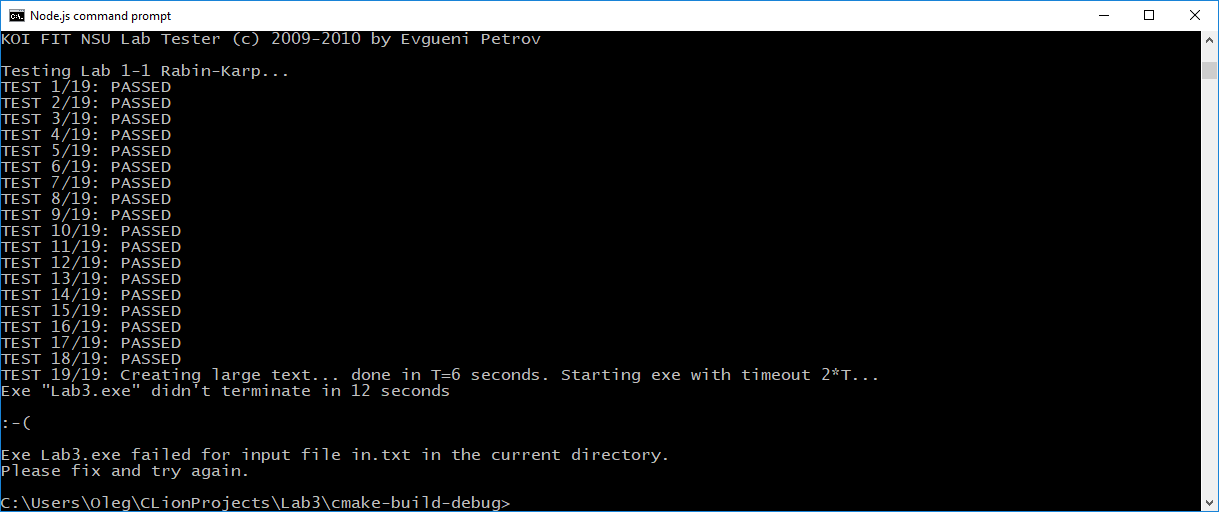 Node.js command prompt
KOI FIT NSU Lab Tester (c) 2009-2010 by Evgueni Petrov
Testing Lab 1-1 Rabin-Karp...
TEST 1/19: PASSED
TEST 2/19: PASSED
TEST 3/19: PASSED
TEST 4/19: PASSED
TEST 5/19: PASSED
TEST 6/19: PASSED
TEST 7/19: PASSED
TEST 8/19: PASSED
TEST 9/19: PASSED
TEST 10/19: PASSED
TEST 11/19: PASSED
TEST 12/19: PASSED
TEST 13/19: PASSED
TEST 14/19: PASSED
TEST 15/19: PASSED
TEST 16/19: PASSED
TEST 17/19: PASSED
TEST 18/19: PASSED
TEST 19/19: Creating large text... done in T=6 seconds. Starting exe with timeout 2*T...
Exe "Lab3.exe" didn't terminate in 12 seconds
:-(
Exe Lab3.exe failed for input file in.txt in the current directory.
Please fix and try again.
C:\Users\Oleg\CLionProjects\Lab3\cmake-build-debug>